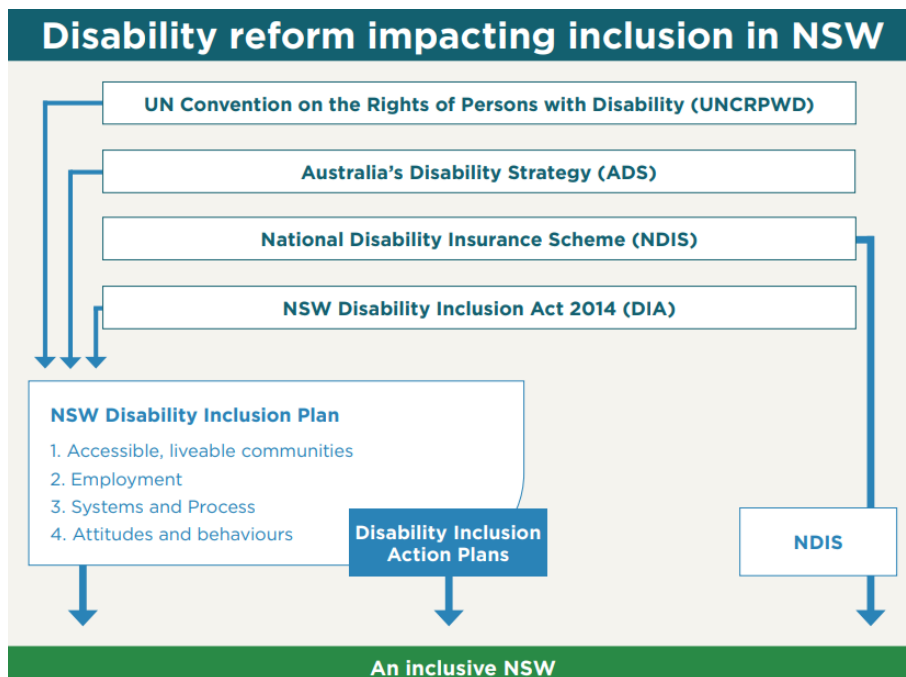 Disability reform impacting inclusion in NSW
UN Convention on the Rights of Persons with Disability (UNCRPWD)
Australia's Disability Strategy (ADS)
National Disability Insurance Scheme (NDIS)
NSW Disability Inclusion Act 2014 (DIA)
NSW Disability Inclusion Plan
1. Accessible, liveable communities
2. Employment
3. Systems and Process
4. Attitudes and behaviours
Disability Inclusion
Action Plans
NDIS
An inclusive NSW